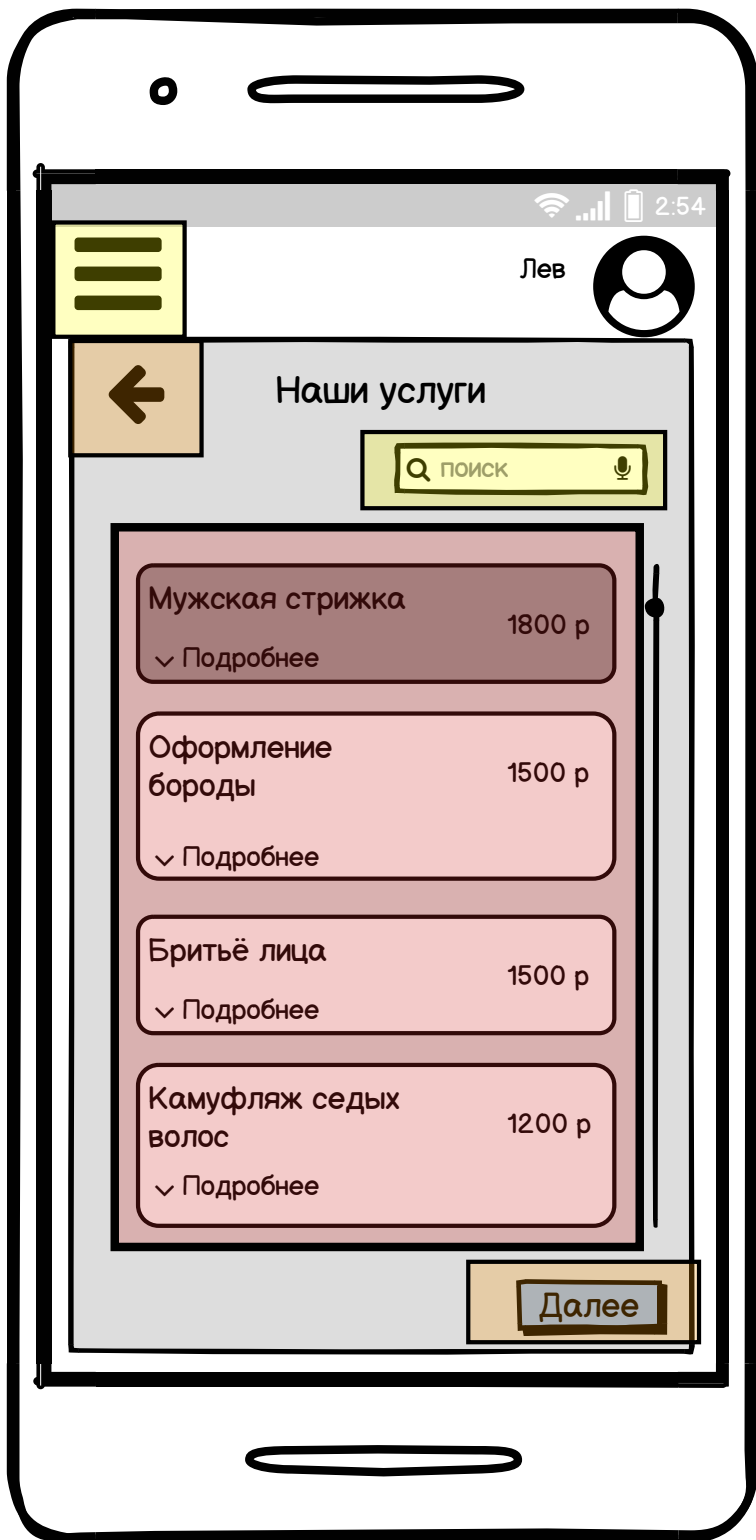 2:54
Лев
Наши услуги
поиск
Мужская стрижка
1800 р
Подробнее
Оформление
бороды
1500 р
Подробнее
Бритьё лица
1500 р
Подробнее
Камуфляж седых
волос
1200 р
Подробнее
Далее